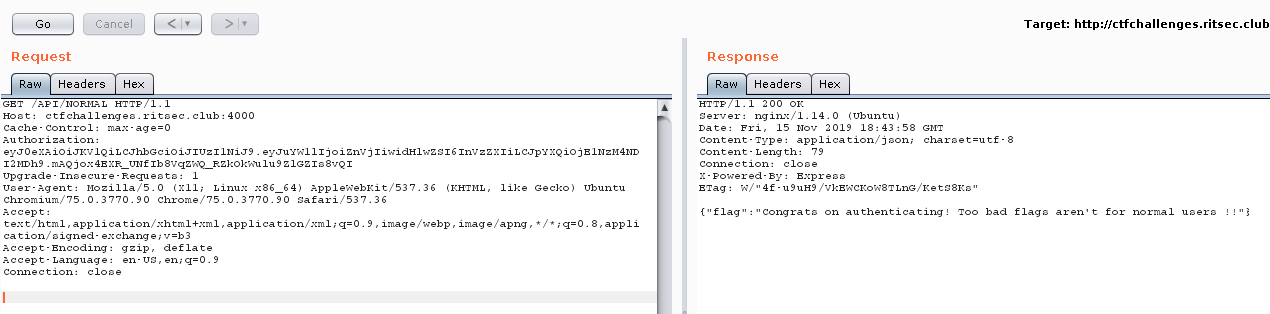 Go
Cancel
<
>
Target: http://ctfchallenges.ritsec.club
Request
Raw
Headers
Hex
GET /API/NORMAL HTTP/1.1
Host: ctfchallenges.ritsec.club:4000
Cache-Control: max-age=0
Authorization:
Upgrade-Insecure-Requests: 1
User-Agent: Mozilla/5.0 (X11; Linux x86_64) AppleWebKit/537.36 (KHTML, like Gecko) Ubuntu
Chromium/75.0.3770.90 Chrome/75.0.3770.90 Safari/537.36
Accept:
text/html,application/xhtml+xml,application/xml;q=0.9,image/webp,image/apng,*/*;q=0.8,appli
cation/signed-exchange;v=b3
Accept-Encoding: gzip, deflate
Accept-Language: en-US,en;q=0.9
Connection: close
Response
Raw
Headers
Hex
HTTP/1.1 200 OK
Server: nginx/1.14.0 (Ubuntu)
Date: Fri, 15 Nov 2019 18:43:58 GMT
Content-Type: application/json; charset=utf-8
Content-Length: 79
Connection: close
X-Powered-By: Express
ETag: W/"4f-u9uH9/VkEWCKoW8TLnG/KetS8Ks"
{"flag":"Congrats on authenticating! Too bad flags aren't for normal users !!"}